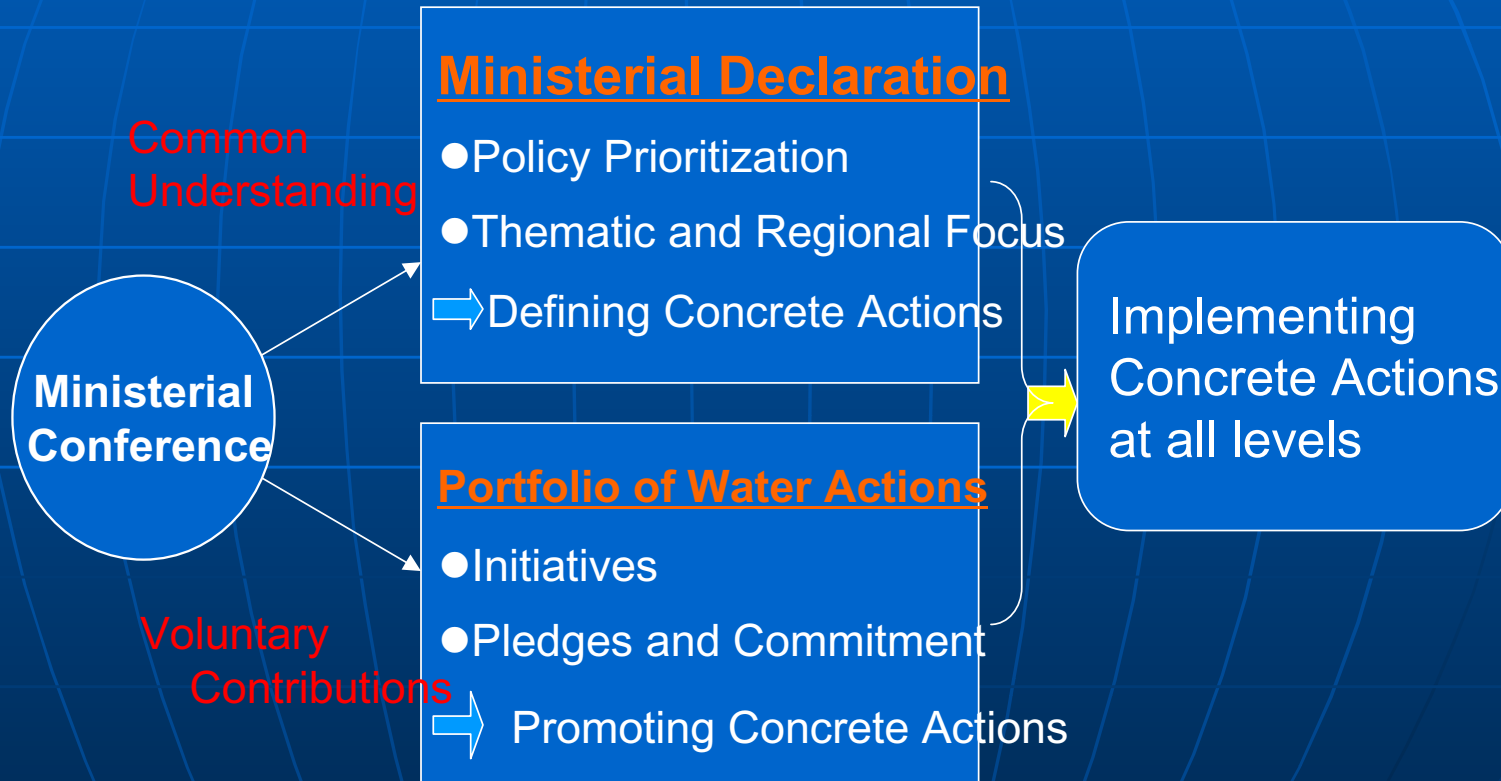 Ministerial
Conference
Common
Understanding
Ministerial Declaration
●Policy Prioritization
●Thematic and Regional Focus
Defining Concrete Actions
Voluntary
Contributions
Portfolio of Water Actions
●Initiatives
●Pledges and Commitment
Promoting Concrete Actions
Implementing
Concrete Actions
at all levels